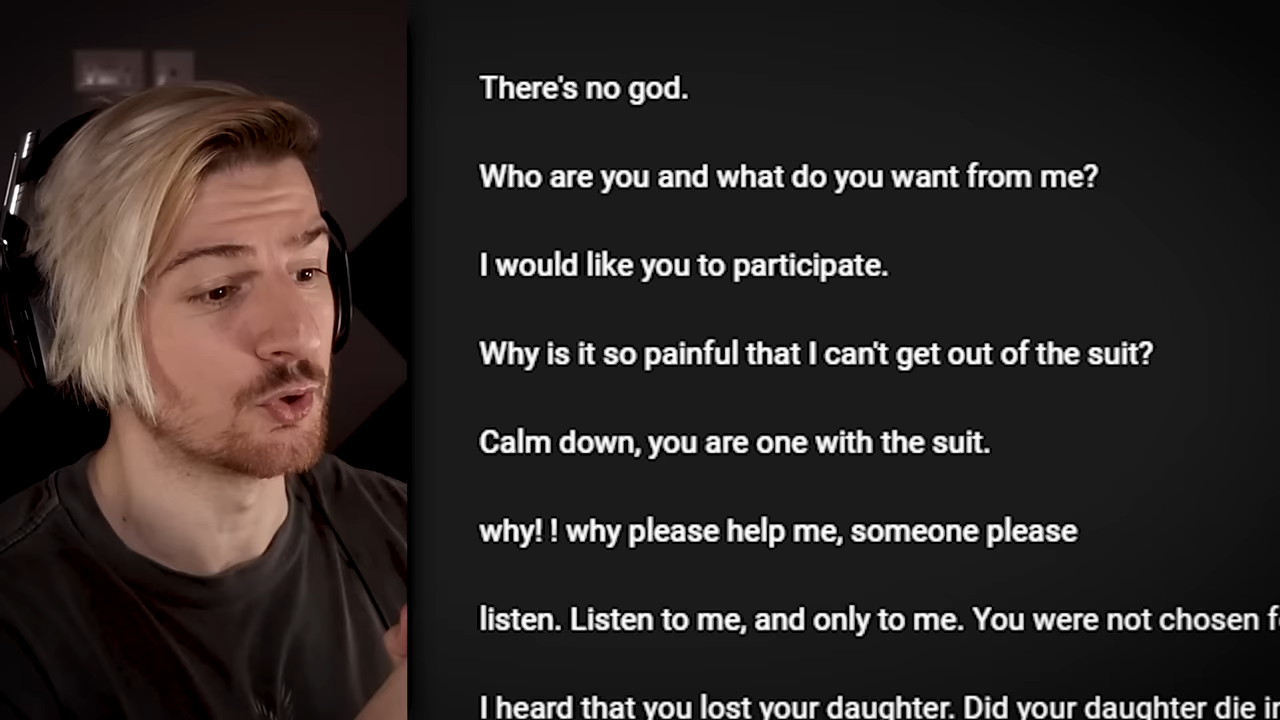 There's no god.
Who are you and what do you want from me?
I would like you to participate.
Why is it so painful that I can't get out of the suit?
Calm down, you are one with the suit.
why! ! why please help me, someone please
listen. Listen to me, and only to me. You were not chosen
I heard that you lost your daughter. Did your daughter die